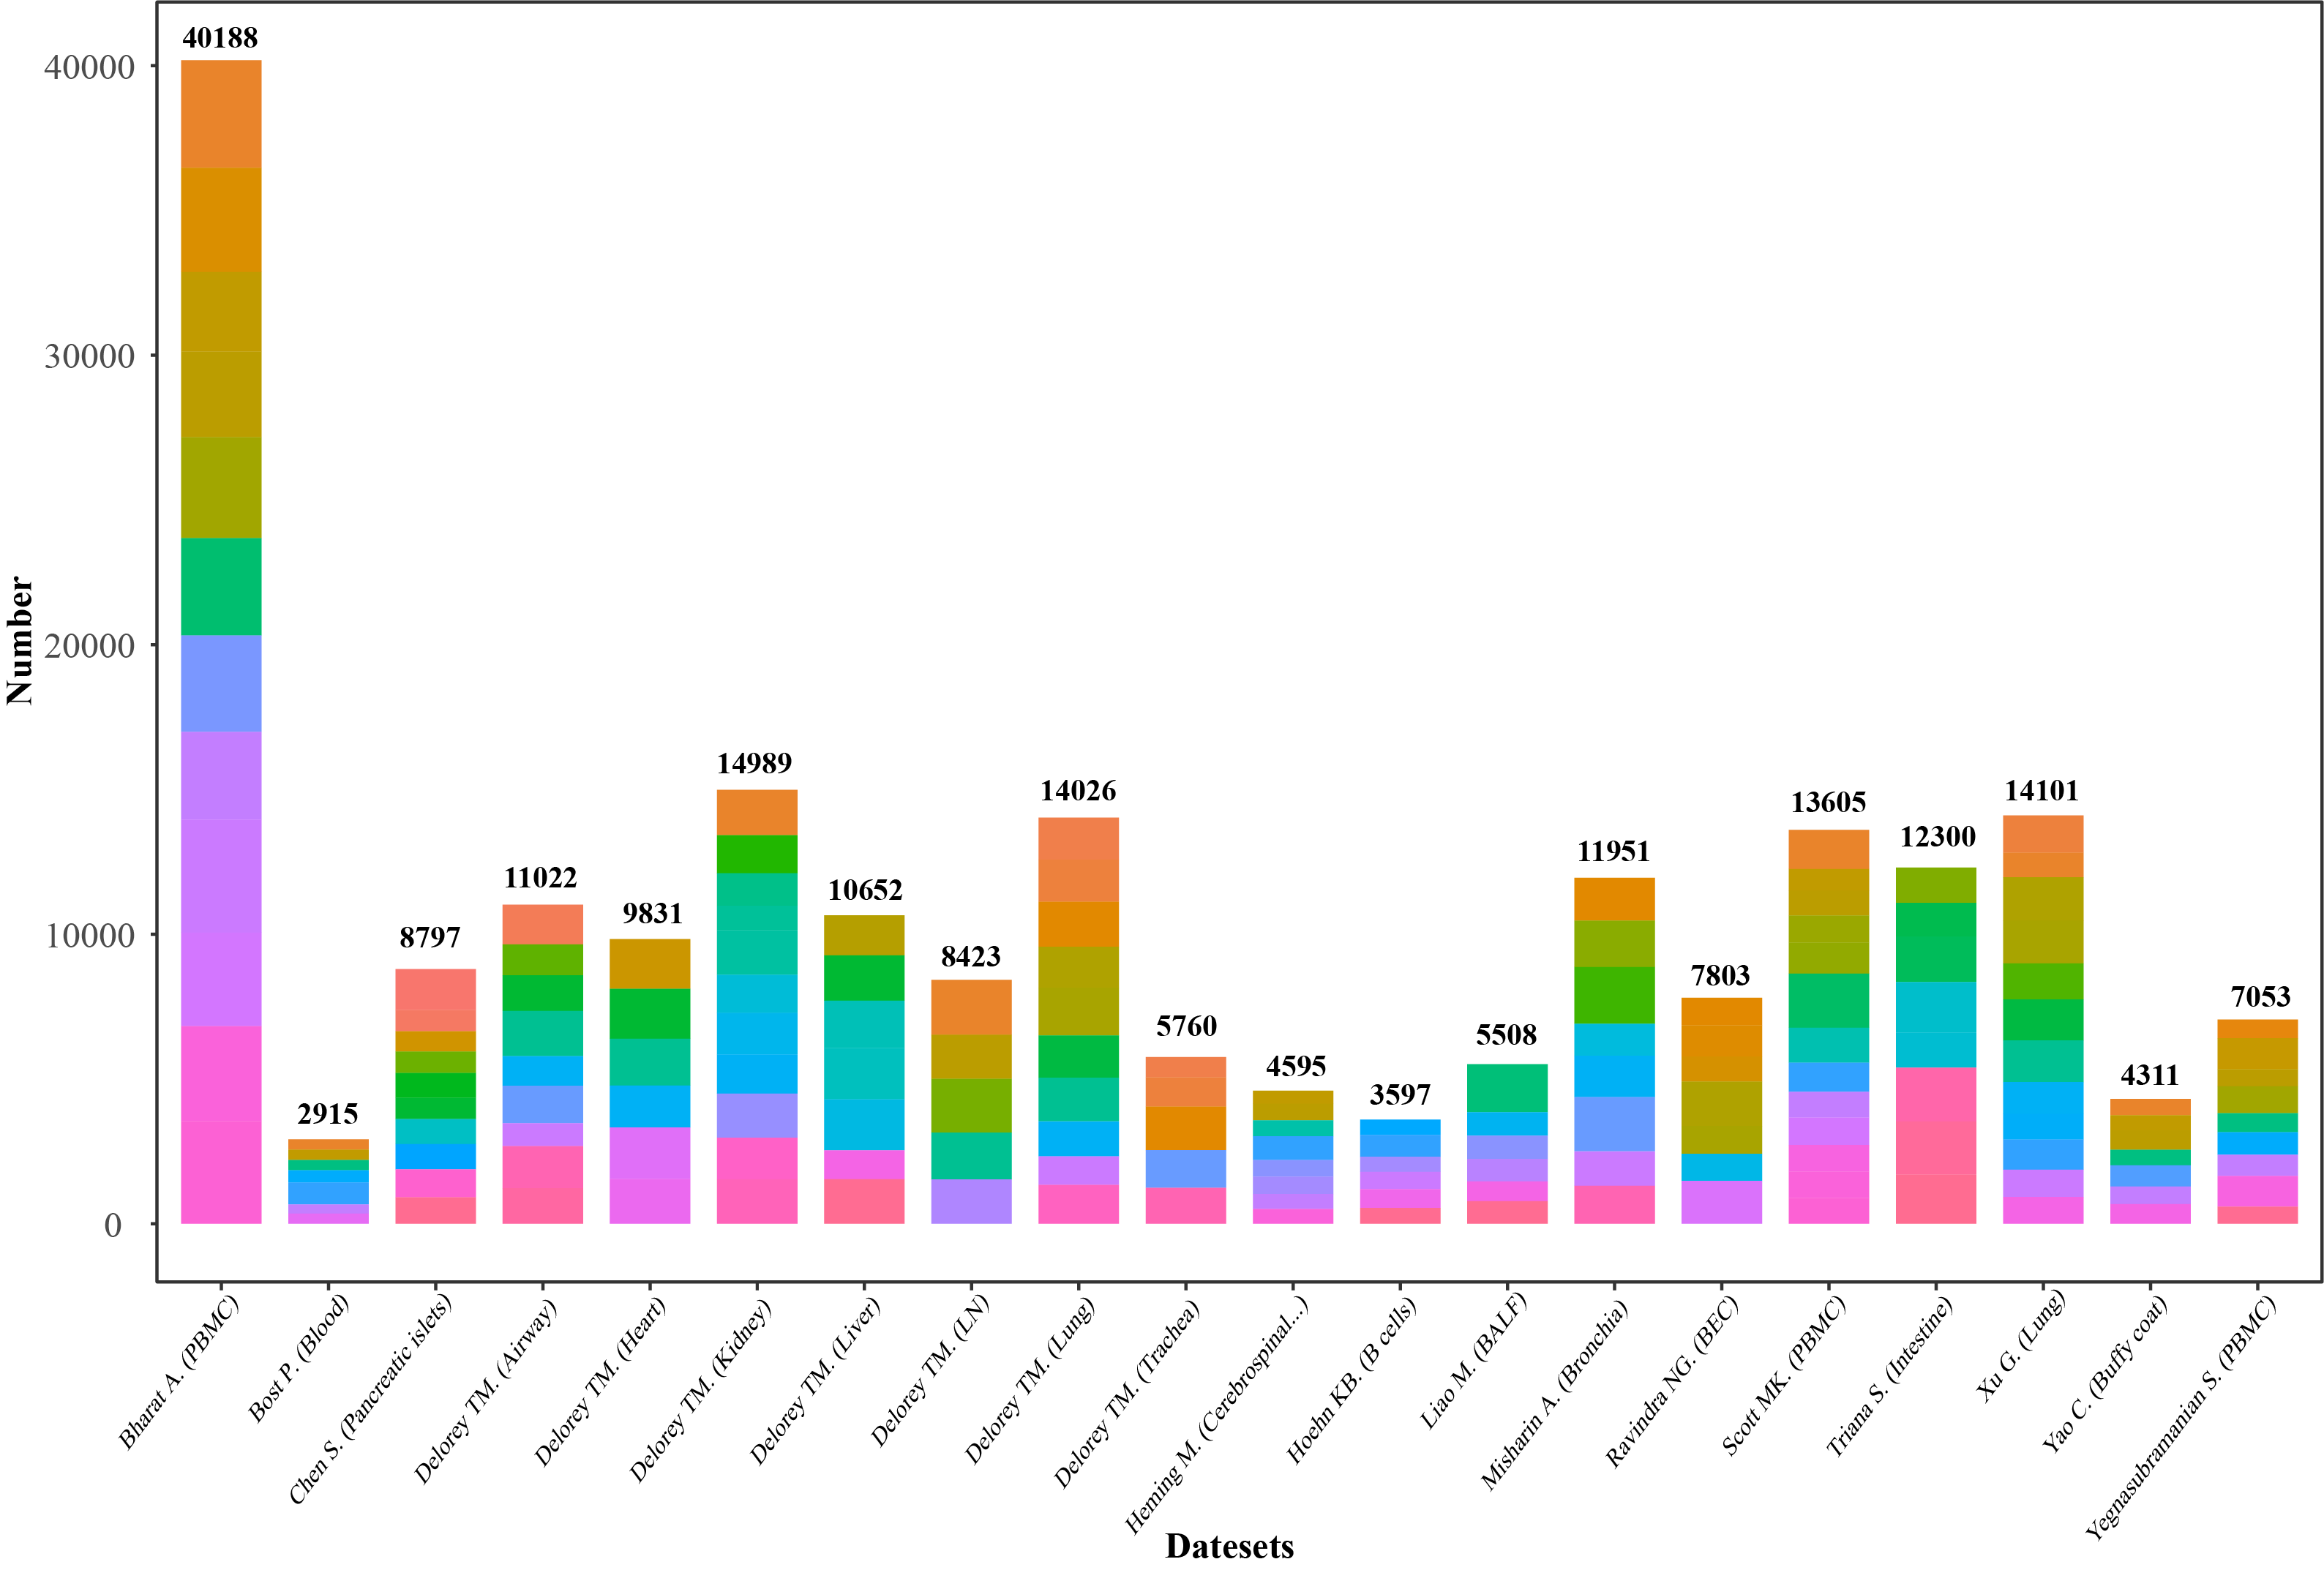 40188
40000
30000
20000
10000
0
Number
2915
8797
11022
9831
14989
10652
8423
14026
5760
4595
3597
5508
11951
7803
13605
12300
14101
4311
7053
Bharat A. (PBMC)
Bost P. (Blood)
Chen S. (Pancreatic islets)
Delorey TM. (Airway)
Delorey TM. (Heart)
Delorey TM. (Kidney)
Delorey TM. (Liver)
Delorey TM. (LN)
Delorey TM. (Lung)
Delorey TM. (Trachea)
Heming M. (Cerebrospinal...)
Hoehn KB. (B cells)
Liao M. (BALF)
Misharin A. (Bronchia)
Ravindra NG. (BEC)
Scott MK. (PBMC)
Triana S. (Intestine)
Xu G. (Lung)
Yao C. (Buffy coat)
Yegnasubramanian S. (PBMC)
Datesets